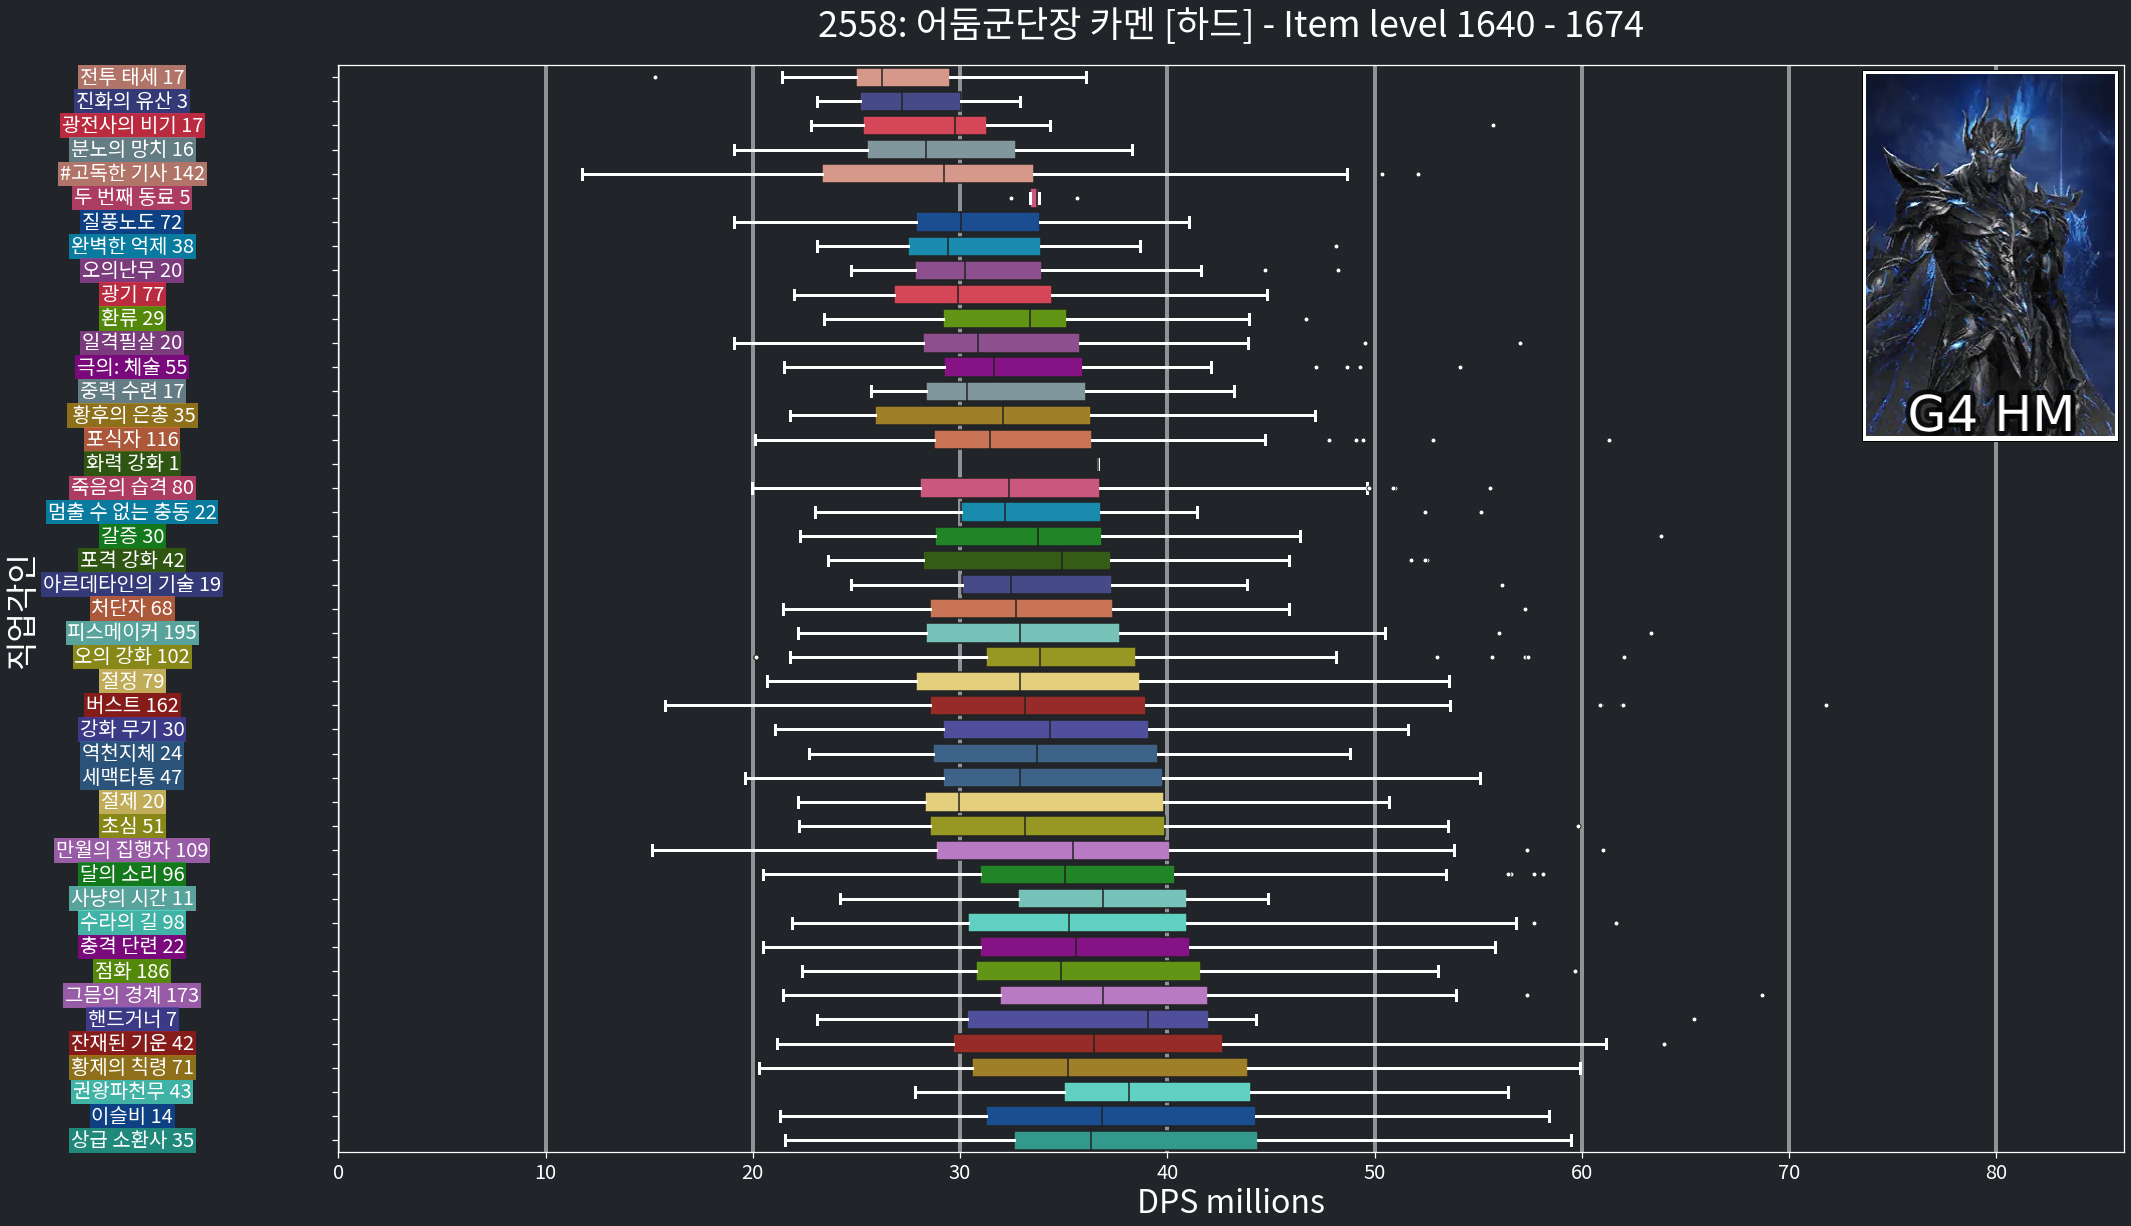 2558: 어둠군단장 카멘 [하드] - Item level 1640 - 1674
전투 태세 17
진화의 유산 3
광전사의 비기 17
분노의 망치 16
#고독한 기사 142
두 번째 동료 5
질풍노도 72
완벽한 억제 38
오의난무 20
광기 77
환류 29
일격필살 20
극의: 체술 55
중력 수련 17
황후의 은총 35
포식자 116
화력 강화 1
죽음의 습격 80
멈출 수 없는 충동 22
갈증 30
포격 강화 42
아르데타인의 기술 19
처단자 68
피스메이커 195
오의 강화 102
절정 79
버스트 162
강화 무기 30
역천지체 24
세맥타통 47
절제 20
초심 51
만월의 집행자 109
달의 소리 96
사냥의 시간 11
수라의 길 98
충격 단련 22
점화 186
그믐의 경계 173
핸드거너 7
잔재된 기운 42
황제의 칙령 71
권왕파천무 43
이슬비 14
상급 소환사 35
직업각인
G4 HM
0 10 20 30 40 50 60 70 80
DPS millions